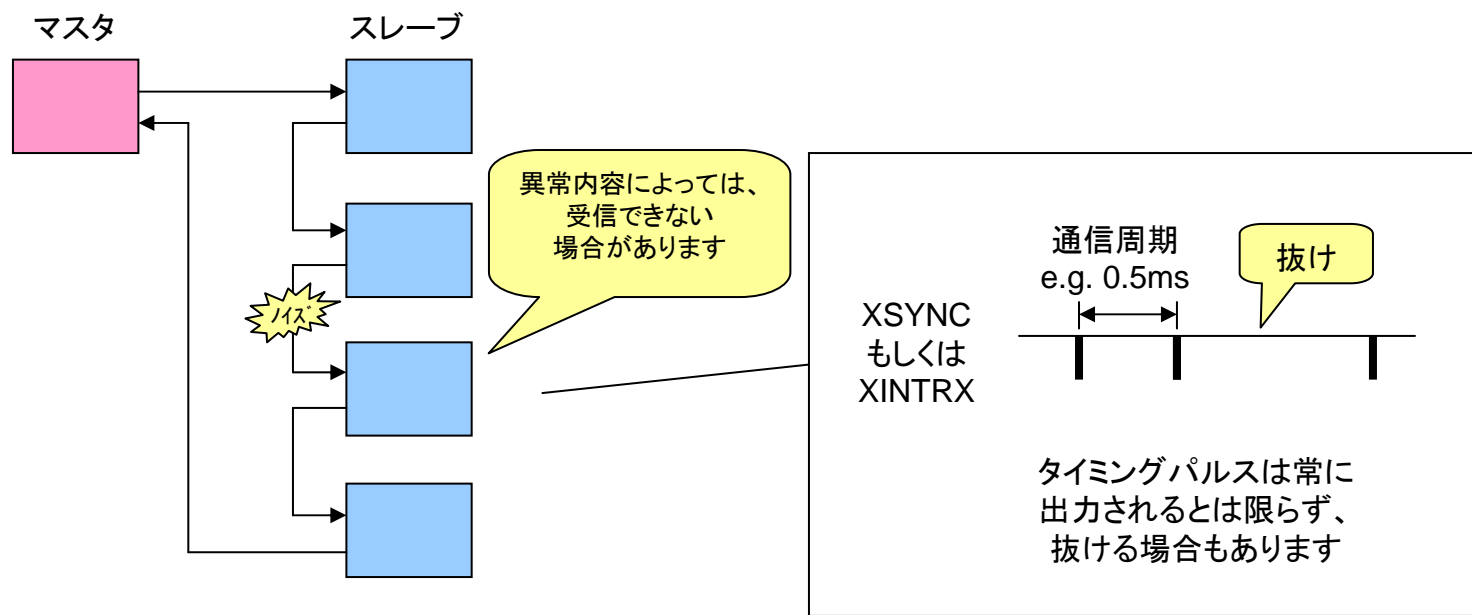 マスタ
スレーブ
異常内容によっては、
受信できない
場合があります
ノイズ
通信周期
e.g. 0.5ms
抜け
XSYNC
もしくは
XINTRX
タイミングパルスは常に
出力されるとは限らず、
抜ける場合もあります